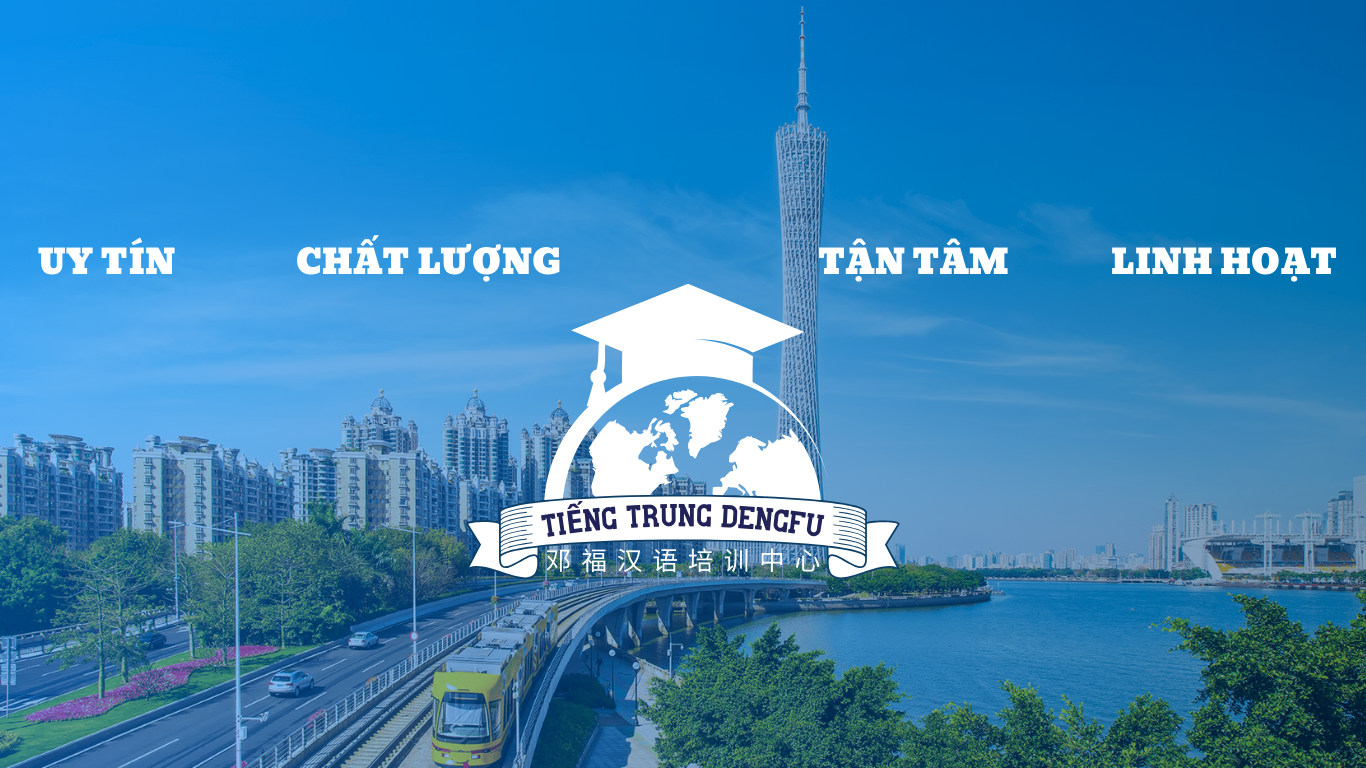 UY TÍN
CHẤT LƯỢNG
TẬN TÂM
LINH HOẠT
TIẾNG TRUNG DENGFU
邓福汉语培训中心